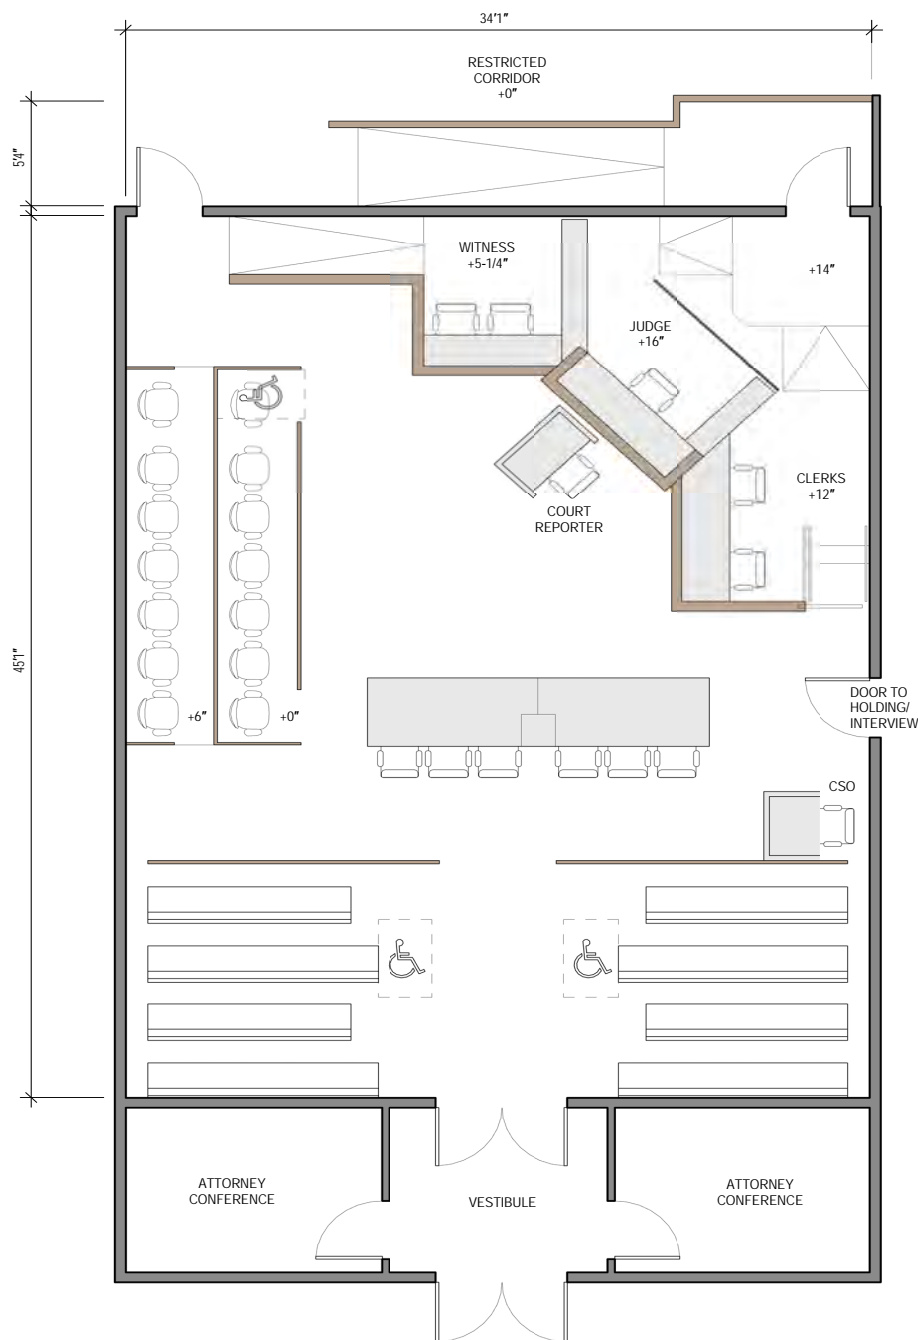 34'1"
RESTRICTED
CORRIDOR
+0"
5'4"
WITNESS
+5-1/4"
+14"
JUDGE
+16"
CLERKS
+12"
COURT
REPORTER
45'1"
+6"
+0"
DOOR TO
HOLDING/
INTERVIEW
CSO
ATTORNEY
CONFERENCE
VESTIBULE
ATTORNEY
CONFERENCE